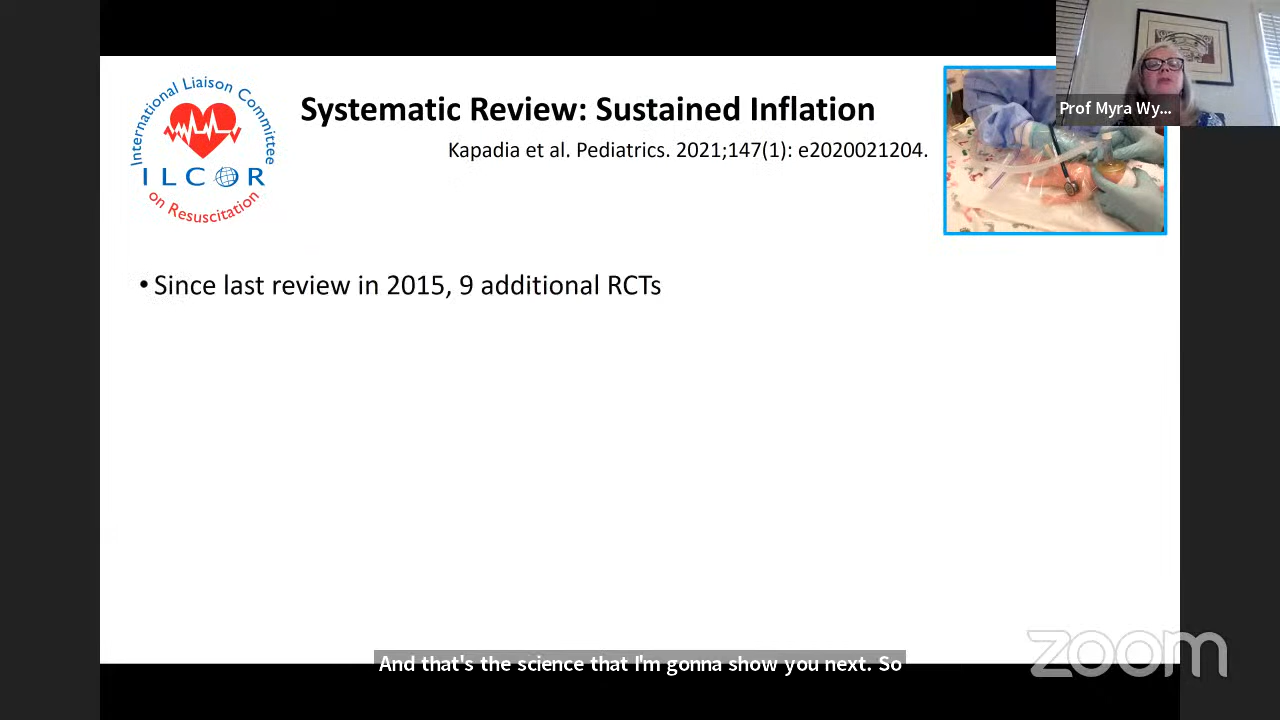 Prof Myra Wy...
International Liaison Committee
ILCOR
on Resuscitation
Systematic Review: Sustained Inflation
Kapadia et al. Pediatrics. 2021;147(1): e2020021204.
• Since last review in 2015, 9 additional RCTs
And that's the science that I'm gonna show you next. So
zoom